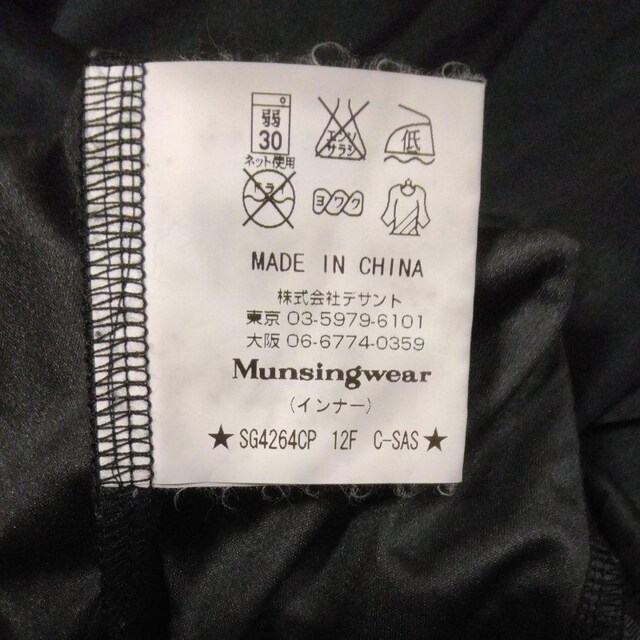 弱
30
ネット使用
エンソ
サラシ
低
ドライ
ヨワク
MADE IN CHINA
株式会社デサント
東京 03-5979-6101
大阪 06-6774-0359
Munsingwear
(インナー)
★ SG4264CP 12F C-SAS ★